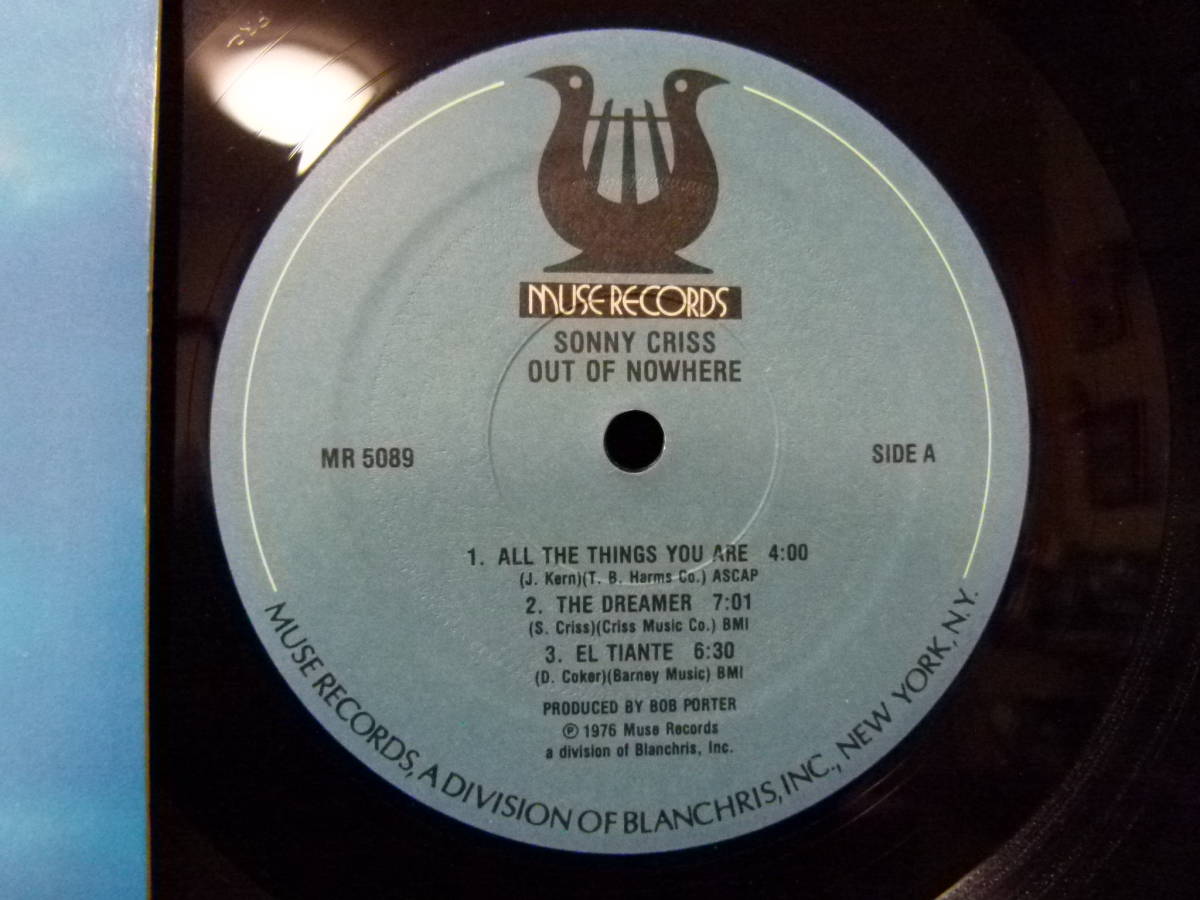 MUSE RECORDS
SONNY CRISS
OUT OF NOWHERE
MR 5089
SIDE A
1. ALL THE THINGS YOU ARE 4:00
(J. Kern)(T. B. Harms Co.) ASCAP
2. THE DREAMER 7:01
(S. Criss)(Criss Music Co.) BMI
3. EL TIANTE 6:30
(D. Coker)(Barney Music) BMI
PRODUCED BY BOB PORTER
℗ 1976 Muse Records
a division of Blanchris, Inc.
MUSE RECORDS, A DIVISION OF BLANCHRIS, INC., NEW YORK, N.Y.